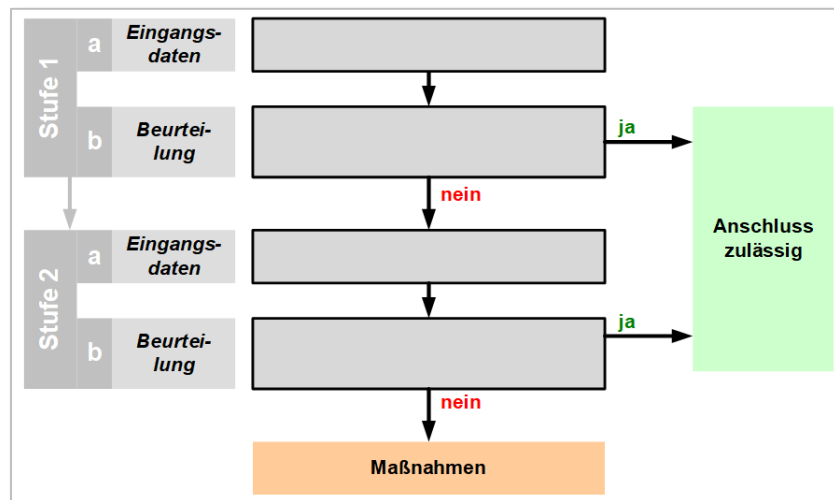 Stufe 1
a
Eingangs-
daten
b
Beurtei-
lung
ja
nein
Anschluss
zulässig
Stufe 2
a
Eingangs-
daten
b
Beurtei-
lung
ja
nein
Maßnahmen